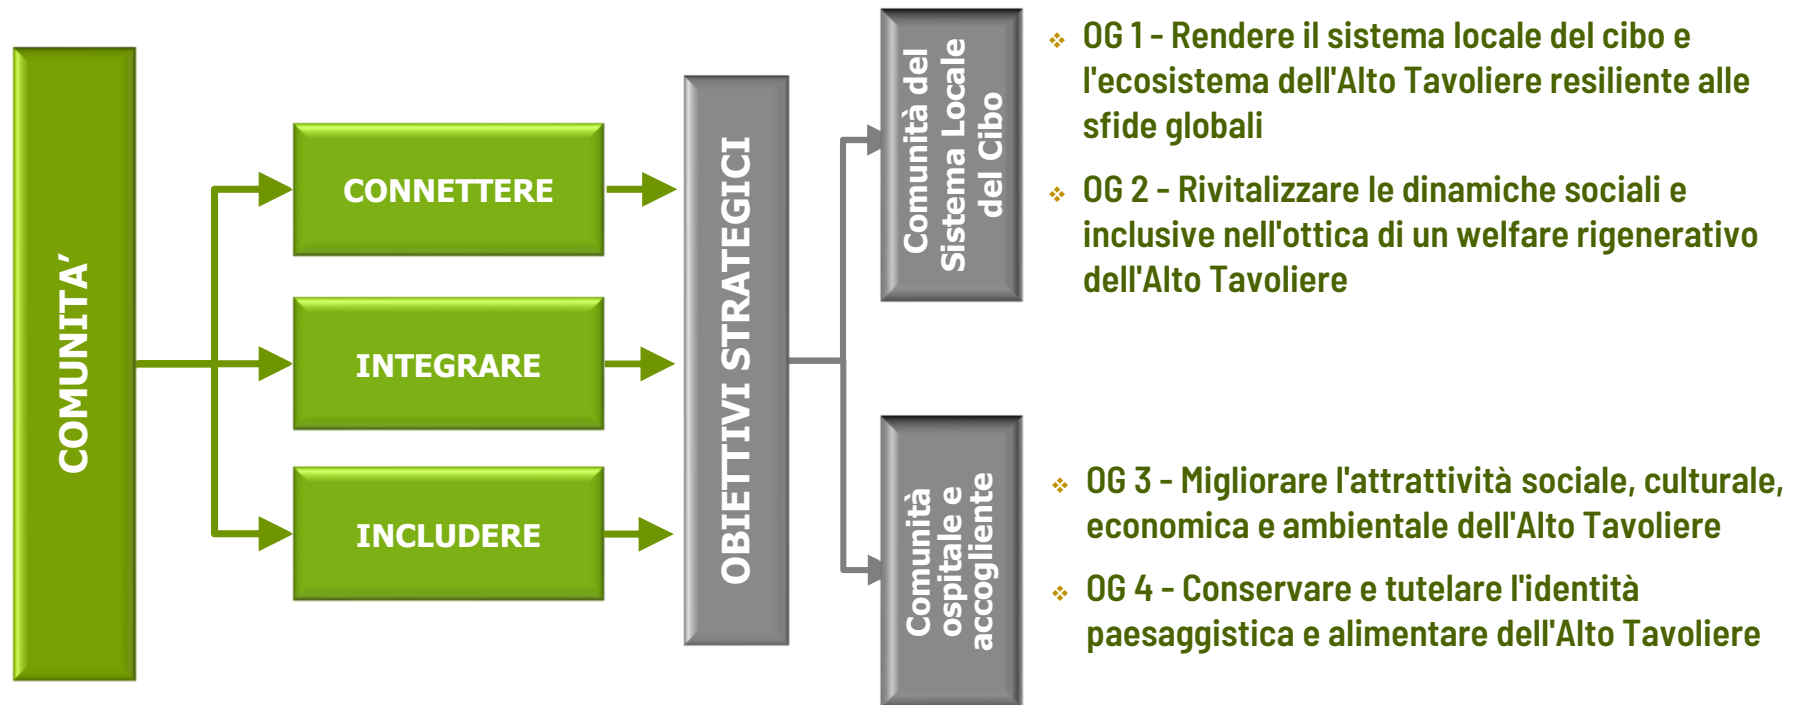 COMUNITA'
CONNETTERE
INTEGRARE
INCLUDERE
OBIETTIVI STRATEGICI
Comunità del
Sistema Locale
del Cibo
OG 1 - Rendere il sistema locale del cibo e
l'ecosistema dell'Alto Tavoliere resiliente alle
sfide globali
OG 2 - Rivitalizzare le dinamiche sociali e
inclusive nell'ottica di un welfare rigenerativo
dell'Alto Tavoliere
Comunità
ospitale e
accogliente
OG 3 - Migliorare l'attrattività sociale, culturale,
economica e ambientale dell'Alto Tavoliere
OG 4 - Conservare e tutelare l'identità
paesaggistica e alimentare dell'Alto Tavoliere